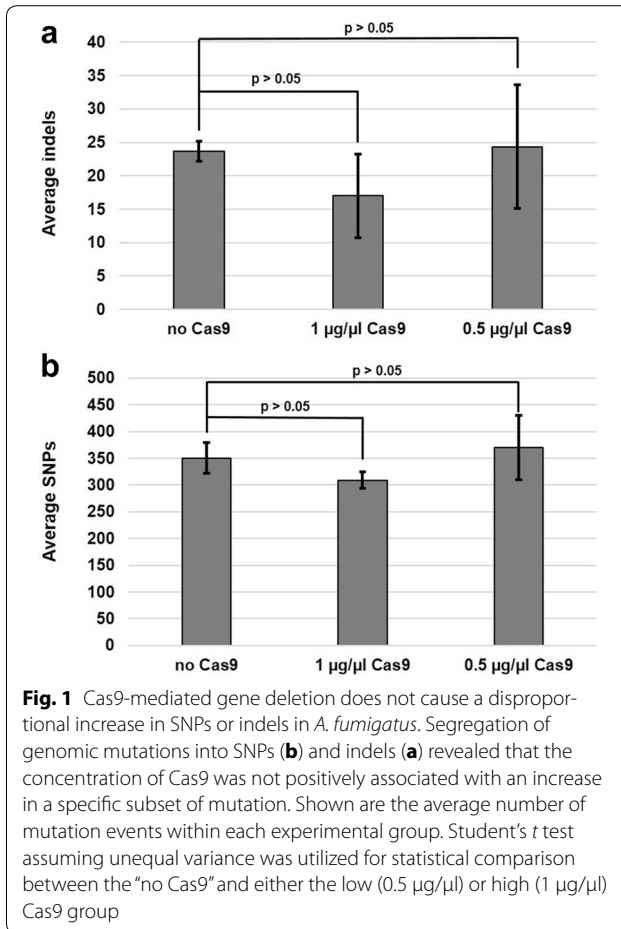 a
Average indels
40
35
30
25
20
15
10
5
0
p > 0.05
p > 0.05
no Cas9 1 µg/µl Cas9 0.5 µg/µl Cas9
b
Average SNPs
500
450
400
350
300
250
200
150
100
50
0
p > 0.05
p > 0.05
no Cas9 1 µg/µl Cas9 0.5 µg/µl Cas9
Fig. 1 Cas9-mediated gene deletion does not cause a dispropor-
tional increase in SNPs or indels in A. fumigatus. Segregation of
genomic mutations into SNPs (b) and indels (a) revealed that the
concentration of Cas9 was not positively associated with an increase
in a specific subset of mutation. Shown are the average number of
mutation events within each experimental group. Student's t test
assuming unequal variance was utilized for statistical comparison
between the "no Cas9" and either the low (0.5 µg/µl) or high (1 µg/µl)
Cas9 group